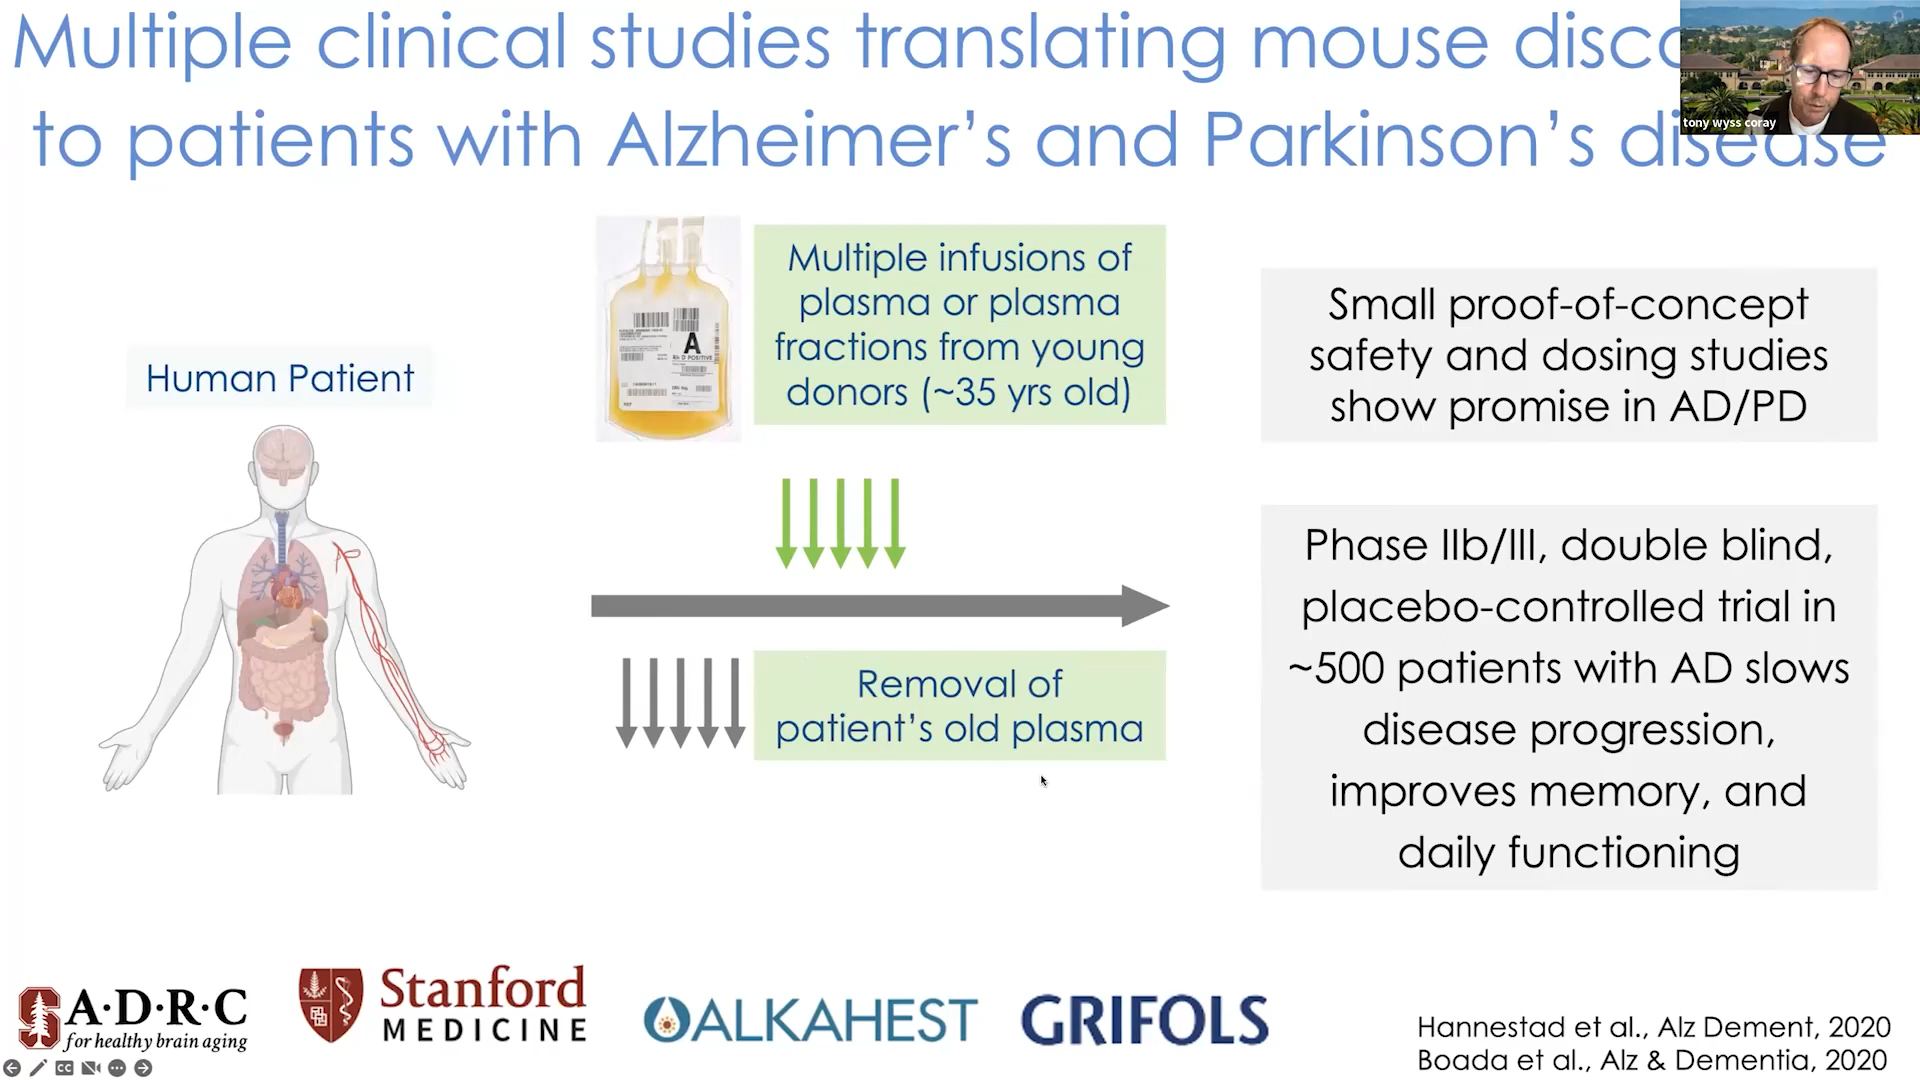 Multiple clinical studies translating mouse disco
to patients with Alzheimer's and Parkinson's disease
tony wyss coray
Human Patient
A
Rh D POSITIVE
Multiple infusions of
plasma or plasma
fractions from young
donors (~35 yrs old)
Removal of
patient's old plasma
Small proof-of-concept
safety and dosing studies
show promise in AD/PD
Phase IIb/III, double blind,
placebo-controlled trial in
~500 patients with AD slows
disease progression,
improves memory, and
daily functioning
A·D·R·C
for healthy brain aging
Stanford
MEDICINE
ALKAHEST
GRIFOLS
Hannestad et al., Alz Dement, 2020
Boada et al., Alz & Dementia, 2020
CC